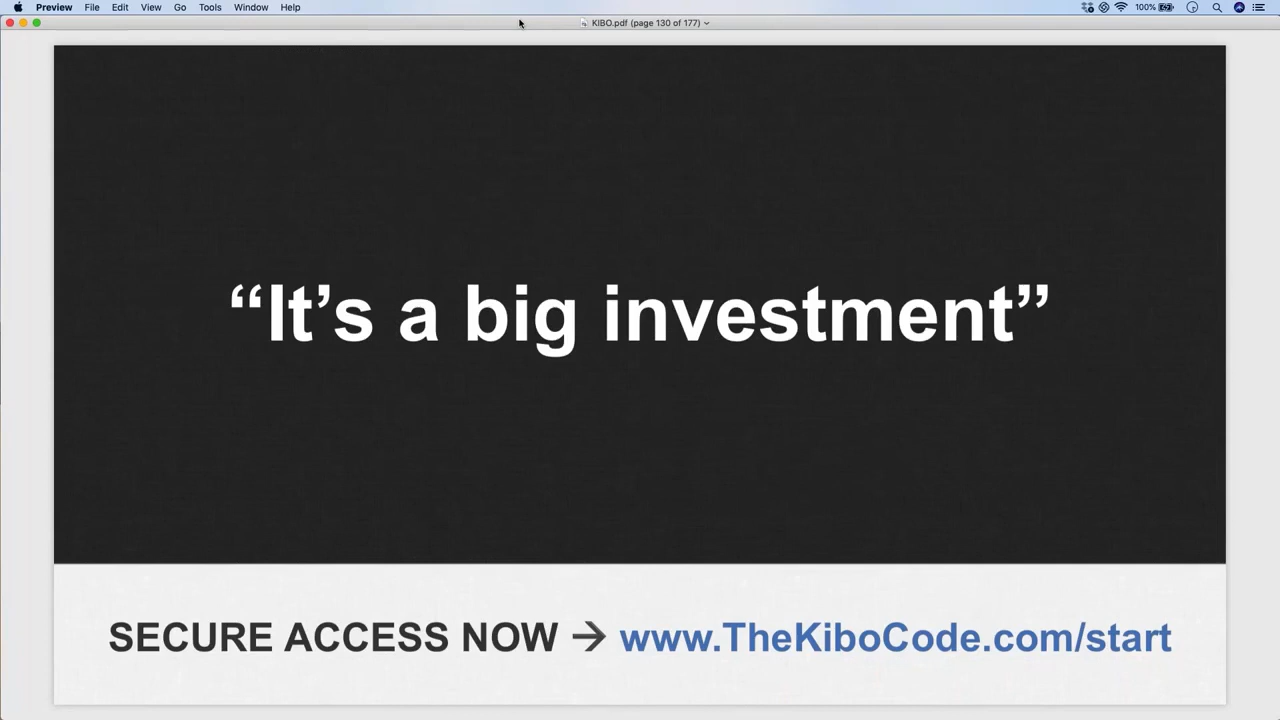 Preview File Edit View Go Tools Window Help 100%
KIBO.pdf (page 130 of 177)
“It’s a big investment”
SECURE ACCESS NOW → www.TheKiboCode.com/start